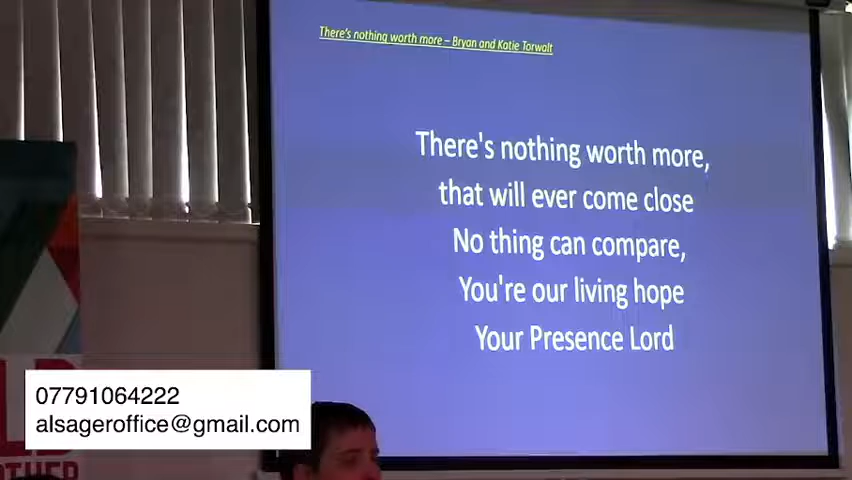 There's nothing worth more – Bryan and Katie Torwalt
There's nothing worth more,
that will ever come close
No thing can compare,
You're our living hope
Your Presence Lord
07791064222
alsageroffice@gmail.com